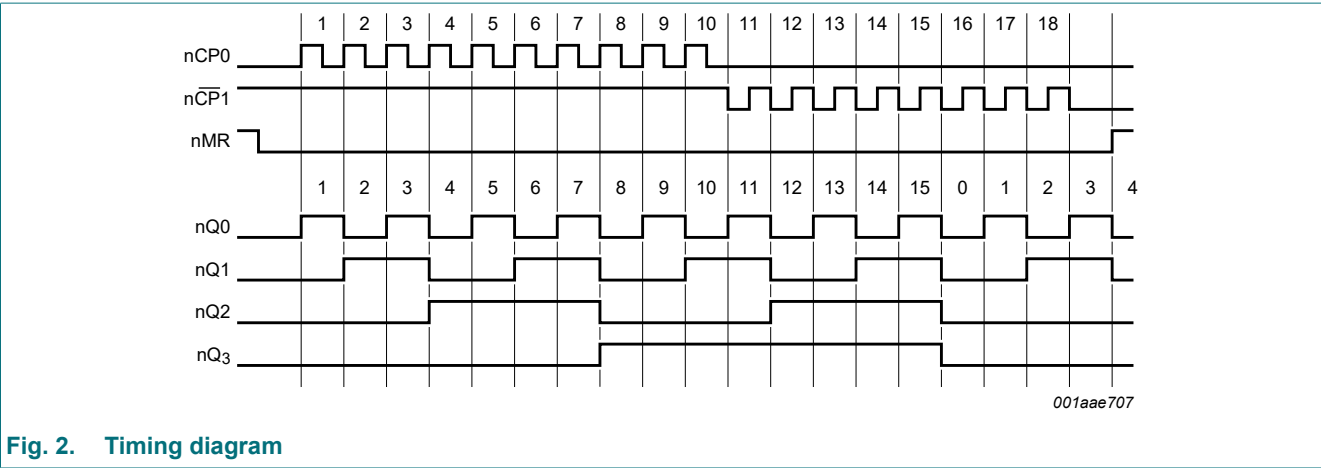 1 2 3 4 5 6 7 8 9 10 11 12 13 14 15 16 17 18
nCP0
nC̅P̅1
nMR
1 2 3 4 5 6 7 8 9 10 11 12 13 14 15 0 1 2 3 4
nQ0
nQ1
nQ2
nQ3
001aae707
Fig. 2. Timing diagram